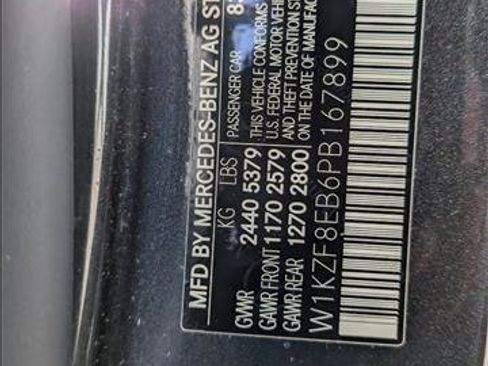 MFD BY MERCEDES-BENZ AG ST
KG LBS
GVWR 2440 5379
GAWR FRONT 1170 2579
GAWR REAR 1270 2800
PASSENGER CAR
THIS VEHICLE CONFORMS
U.S. FEDERAL MOTOR VEHIC
AND THEFT PREVENTION ST
ON THE DATE OF MANUFAC
W1KZF8EB6PB167899